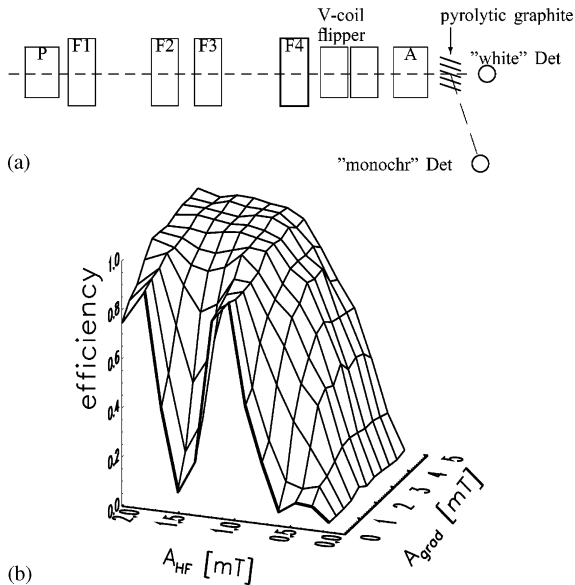 V-coil
flipper
pyrolytic graphite
P
F1
F2
F3
F4
A
"white" Det
"monochr" Det
(a)
efficiency
1.0
0.8
0.6
0.4
0.2
0.0
2.0
1.5
1.0
0.5
0.0
A_HF [mT]
0
1
2
3
4
5
A_grad [mT]
(b)